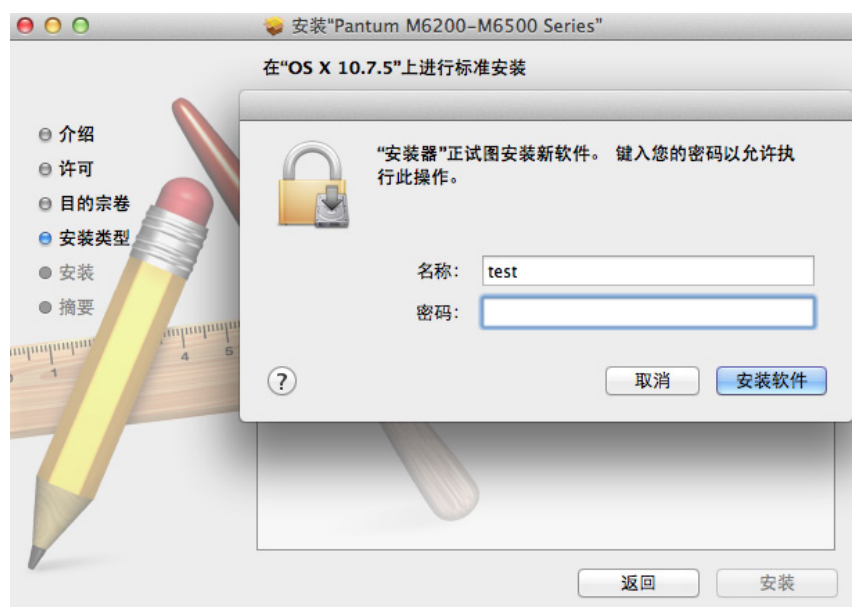 安装“Pantum M6200-M6500 Series”
在“OS X 10.7.5”上进行标准安装
介绍
许可
目的宗卷
安装类型
安装
摘要
“安装器”正试图安装新软件。 键入您的密码以允许执
行此操作。
名称: test
密码:
?
取消 安装软件
1 4 5
返回 安装